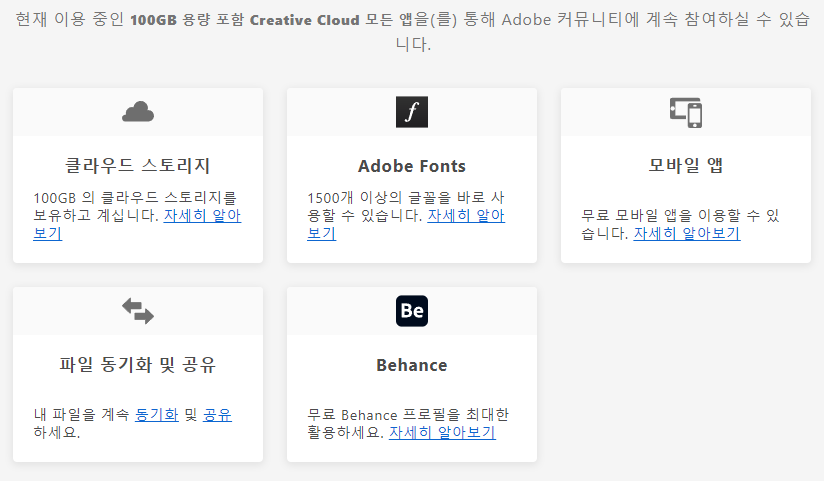 현재 이용 중인 100GB 용량 포함 Creative Cloud 모든 앱을(를) 통해 Adobe 커뮤니티에 계속 참여하실 수 있습
니다.
클라우드 스토리지
100GB 의 클라우드 스토리지를
보유하고 계십니다. 자세히 알아
보기
f
Adobe Fonts
1500개 이상의 글꼴을 바로 사
용할 수 있습니다. 자세히 알아
보기
모바일 앱
무료 모바일 앱을 이용할 수 있
습니다. 자세히 알아보기
파일 동기화 및 공유
내 파일을 계속 동기화 및 공유
하세요.
Be
Behance
무료 Behance 프로필을 최대한
활용하세요. 자세히 알아보기